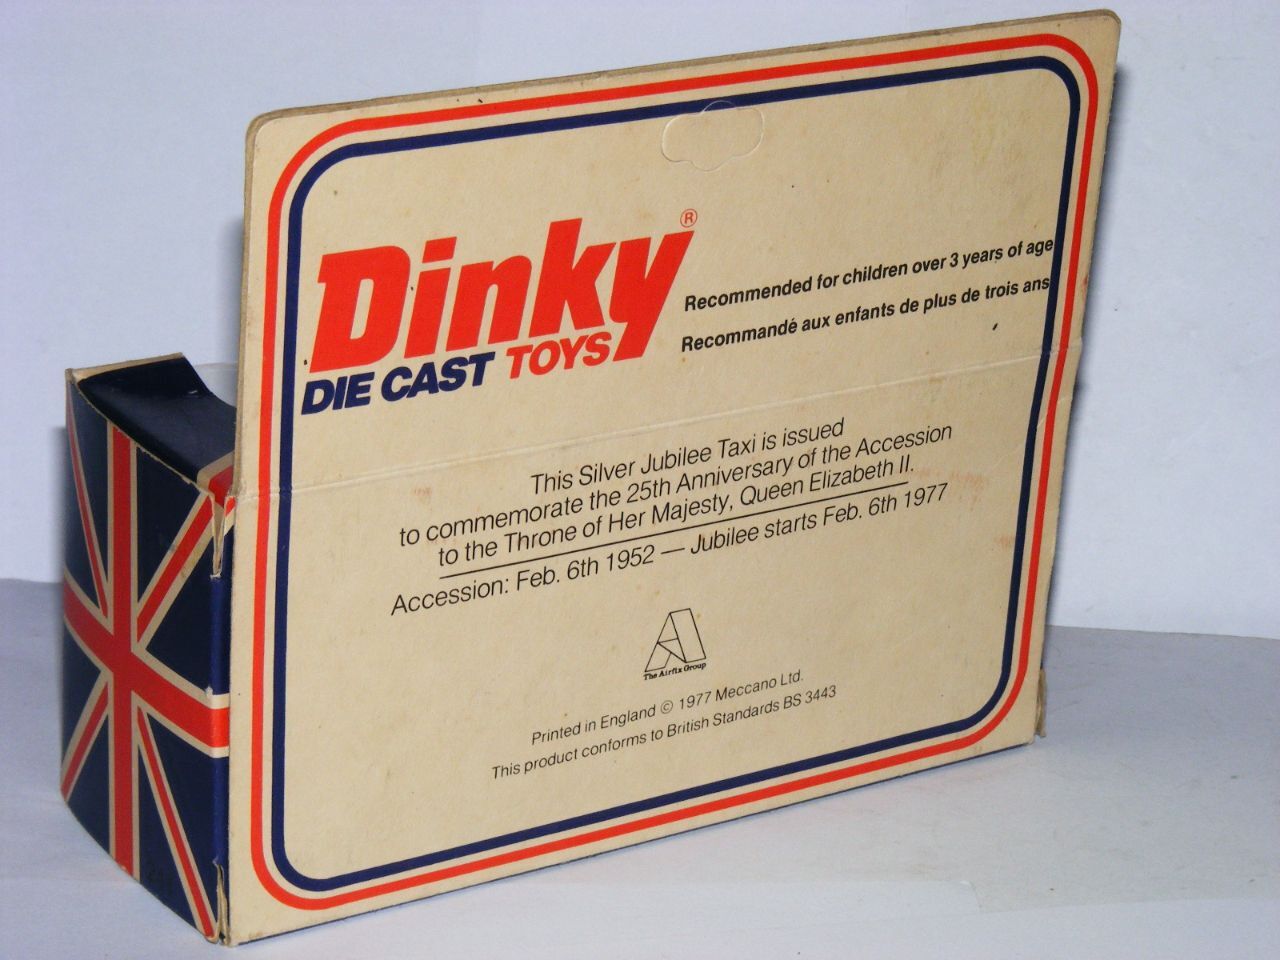 Dinky®
DIE CAST TOYS
Recommended for children over 3 years of age
Recommandé aux enfants de plus de trois ans
This Silver Jubilee Taxi is issued
to commemorate the 25th Anniversary of the Accession
to the Throne of Her Majesty, Queen Elizabeth II.
Accession: Feb. 6th 1952 — Jubilee starts Feb. 6th 1977
The Airfix Group
Printed in England © 1977 Meccano Ltd.
This product conforms to British Standards BS 3443